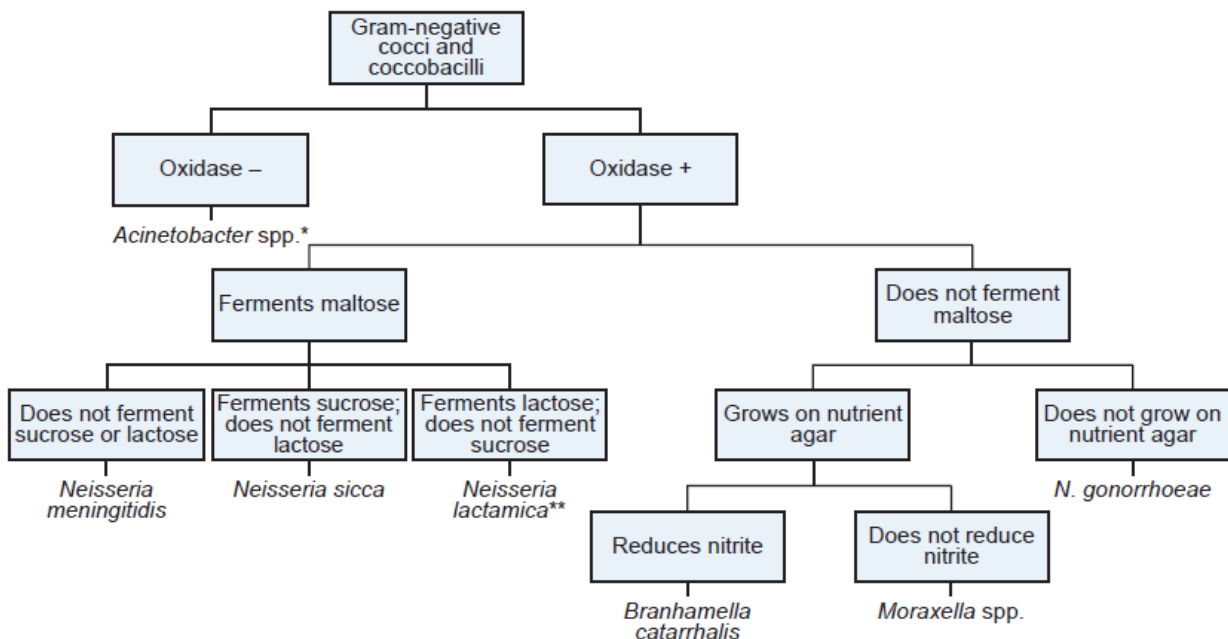 Gram-negative
cocci and
coccobacilli
Oxidase –
Oxidase +
Acinetobacter spp.*
Ferments maltose
Does not ferment
maltose
Does not ferment
sucrose or lactose
Ferments sucrose;
does not ferment
lactose
Ferments lactose;
does not ferment
sucrose
Grows on nutrient
agar
Does not grow on
nutrient agar
Neisseria
meningitidis
Neisseria sicca
Neisseria
lactamica**
N. gonorrhoeae
Reduces nitrite
Does not reduce
nitrite
Branhamella
catarrhalis
Moraxella spp.